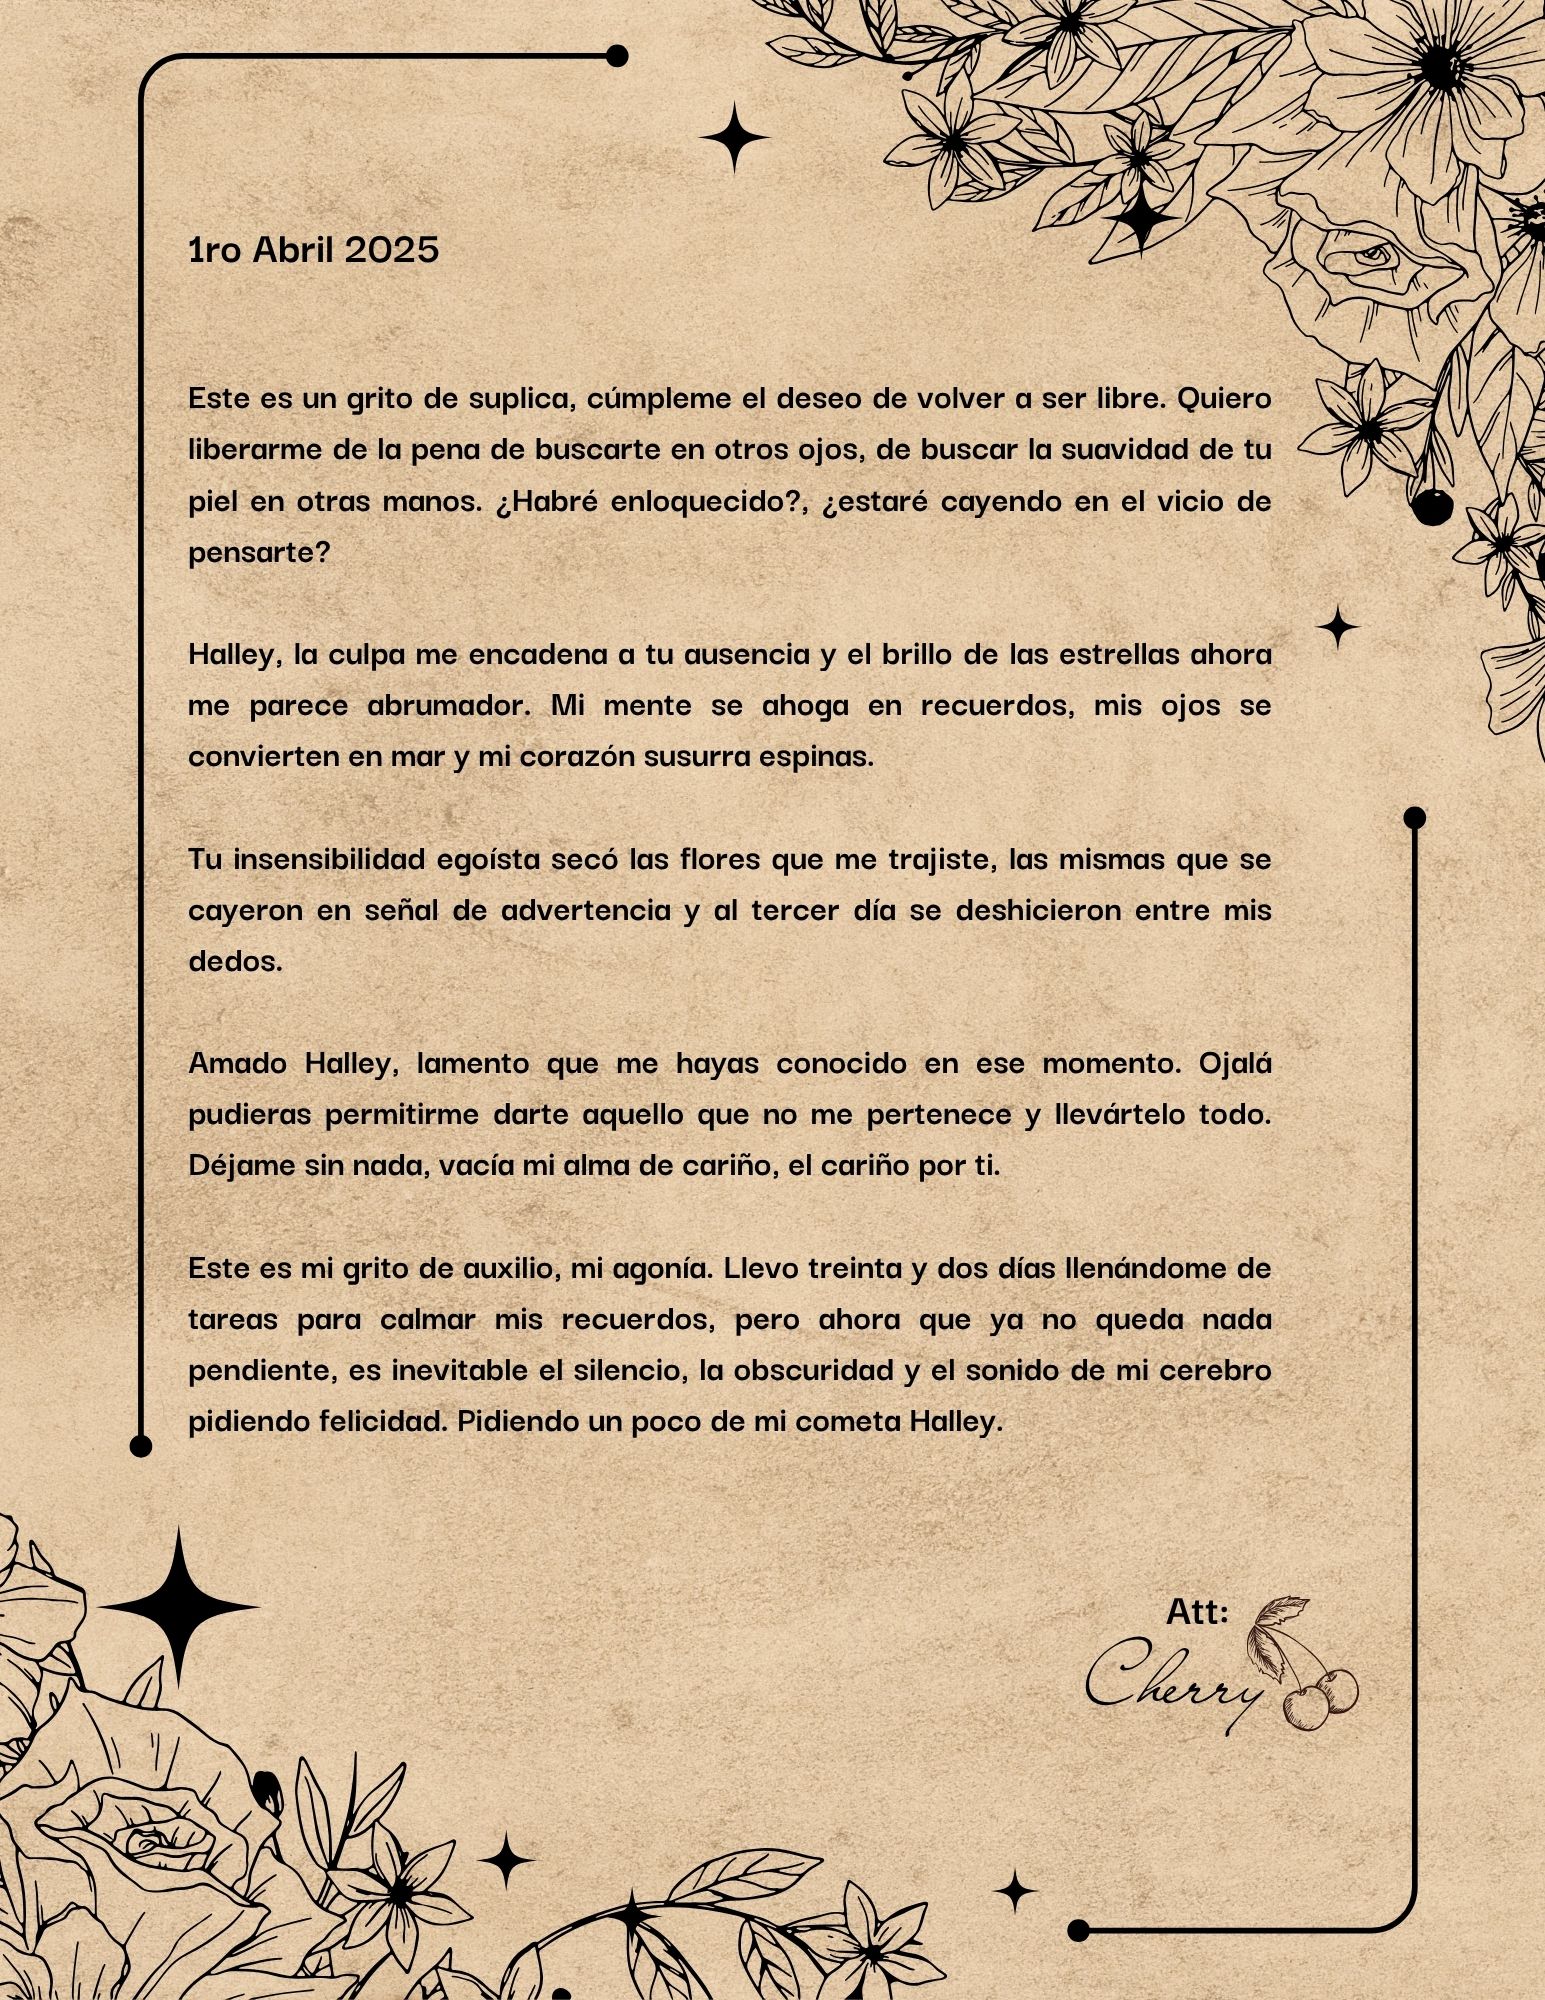 1ro Abril 2025
Este es un grito de suplica, cúmpleme el deseo de volver a ser libre. Quiero
liberarme de la pena de buscarte en otros ojos, de buscar la suavidad de tu
piel en otras manos. ¿Habré enloquecido?, ¿estaré cayendo en el vicio de
pensarte?
Halley, la culpa me encadena a tu ausencia y el brillo de las estrellas ahora
me parece abrumador. Mi mente se ahoga en recuerdos, mis ojos se
convierten en mar y mi corazón susurra espinas.
Tu insensibilidad egoísta secó las flores que me trajiste, las mismas que se
cayeron en señal de advertencia y al tercer día se deshicieron entre mis
dedos.
Amado Halley, lamento que me hayas conocido en ese momento. Ojalá
pudieras permitirme darte aquello que no me pertenece y llevártelo todo.
Déjame sin nada, vacía mi alma de cariño, el cariño por ti.
Este es mi grito de auxilio, mi agonía. Llevo treinta y dos días llenándome de
tareas para calmar mis recuerdos, pero ahora que ya no queda nada
pendiente, es inevitable el silencio, la obscuridad y el sonido de mi cerebro
pidiendo felicidad. Pidiendo un poco de mi cometa Halley.
Att:
Cherry